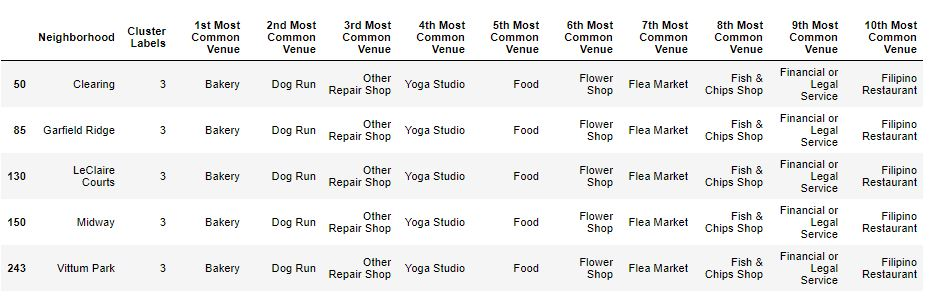 Neighborhood Cluster Labels 1st Most Common Venue 2nd Most Common Venue 3rd Most Common Venue 4th Most Common Venue 5th Most Common Venue 6th Most Common Venue 7th Most Common Venue 8th Most Common Venue 9th Most Common Venue 10th Most Common Venue
50 Clearing 3 Bakery Dog Run Other Repair Shop Yoga Studio Food Flower Shop Flea Market Fish & Chips Shop Financial or Legal Service Filipino Restaurant
85 Garfield Ridge 3 Bakery Dog Run Other Repair Shop Yoga Studio Food Flower Shop Flea Market Fish & Chips Shop Financial or Legal Service Filipino Restaurant
130 LeClaire Courts 3 Bakery Dog Run Other Repair Shop Yoga Studio Food Flower Shop Flea Market Fish & Chips Shop Financial or Legal Service Filipino Restaurant
150 Midway 3 Bakery Dog Run Other Repair Shop Yoga Studio Food Flower Shop Flea Market Fish & Chips Shop Financial or Legal Service Filipino Restaurant
243 Vittum Park 3 Bakery Dog Run Other Repair Shop Yoga Studio Food Flower Shop Flea Market Fish & Chips Shop Financial or Legal Service Filipino Restaurant